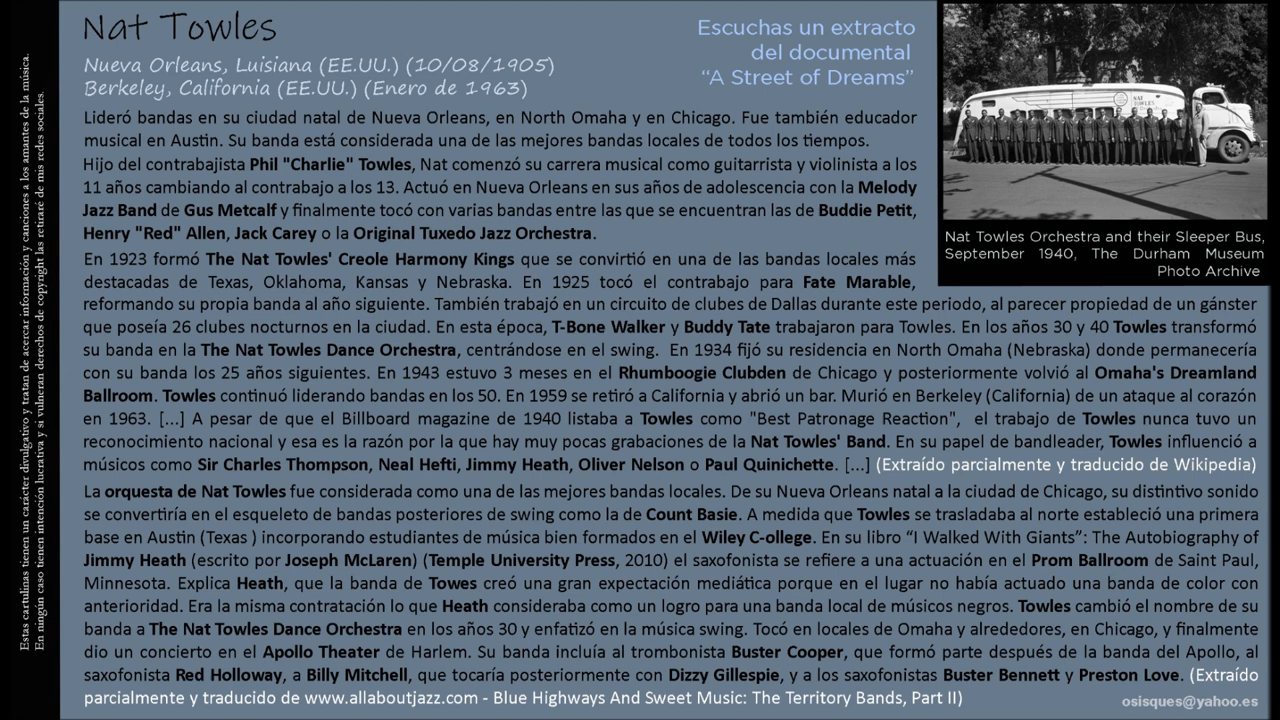 Nat Towles
Nueva Orleans, Luisiana (EE.UU.) (10/08/1905)
Berkeley, California (EE.UU.) (Enero de 1963)
Escuchas un extracto
del documental
“A Street of Dreams”
Lideró bandas en su ciudad natal de Nueva Orleans, en North Omaha y en Chicago. Fue también educador
musical en Austin. Su banda está considerada una de las mejores bandas locales de todos los tiempos.
Hijo del contrabajista Phil "Charlie" Towles, Nat comenzó su carrera musical como guitarrista y violinista a los
11 años cambiando al contrabajo a los 13. Actuó en Nueva Orleans en sus años de adolescencia con la Melody
Jazz Band de Gus Metcalf y finalmente tocó con varias bandas entre las que se encuentran las de Buddie Petit,
Henry "Red" Allen, Jack Carey o la Original Tuxedo Jazz Orchestra.
En 1923 formó The Nat Towles' Creole Harmony Kings que se convirtió en una de las bandas locales más
destacadas de Texas, Oklahoma, Kansas y Nebraska. En 1925 tocó el contrabajo para Fate Marable,
reformando su propia banda al año siguiente. También trabajó en un circuito de clubes de Dallas durante este periodo, al parecer propiedad de un gánster
que poseía 26 clubes nocturnos en la ciudad. En esta época, T-Bone Walker y Buddy Tate trabajaron para Towles. En los años 30 y 40 Towles transformó
su banda en la The Nat Towles Dance Orchestra, centrándose en el swing. En 1934 fijó su residencia en North Omaha (Nebraska) donde permanecería
con su banda los 25 años siguientes. En 1943 estuvo 3 meses en el Rhumboogie Clubden de Chicago y posteriormente volvió al Omaha's Dreamland
Ballroom. Towles continuó liderando bandas en los 50. En 1959 se retiró a California y abrió un bar. Murió en Berkeley (California) de un ataque al corazón
en 1963. [...] A pesar de que el Billboard magazine de 1940 listaba a Towles como "Best Patronage Reaction", el trabajo de Towles nunca tuvo un
reconocimiento nacional y esa es la razón por la que hay muy pocas grabaciones de la Nat Towles' Band. En su papel de bandleader, Towles influenció a
músicos como Sir Charles Thompson, Neal Hefti, Jimmy Heath, Oliver Nelson o Paul Quinichette. [...] (Extraído parcialmente y traducido de Wikipedia)
La orquesta de Nat Towles fue considerada como una de las mejores bandas locales. De su Nueva Orleans natal a la ciudad de Chicago, su distintivo sonido
se convertiría en el esqueleto de bandas posteriores de swing como la de Count Basie. A medida que Towles se trasladaba al norte estableció una primera
base en Austin (Texas ) incorporando estudiantes de música bien formados en el Wiley C-ollege. En su libro “I Walked With Giants”: The Autobiography of
Jimmy Heath (escrito por Joseph McLaren) (Temple University Press, 2010) el saxofonista se refiere a una actuación en el Prom Ballroom de Saint Paul,
Minnesota. Explica Heath, que la banda de Towes creó una gran expectación mediática porque en el lugar no había actuado una banda de color con
anterioridad. Era la misma contratación lo que Heath consideraba como un logro para una banda local de músicos negros. Towles cambió el nombre de su
banda a The Nat Towles Dance Orchestra en los años 30 y enfatizó en la música swing. Tocó en locales de Omaha y alrededores, en Chicago, y finalmente
dio un concierto en el Apollo Theater de Harlem. Su banda incluía al trombonista Buster Cooper, que formó parte después de la banda del Apollo, al
saxofonista Red Holloway, a Billy Mitchell, que tocaría posteriormente con Dizzy Gillespie, y a los saxofonistas Buster Bennett y Preston Love. (Extraído
parcialmente y traducido de www.allaboutjazz.com - Blue Highways And Sweet Music: The Territory Bands, Part II)
NAT
TOWLES
Nat Towles Orchestra and their Sleeper Bus,
September 1940, The Durham Museum
Photo Archive
osisques@yahoo.es
Estas cartulinas tienen un carácter divulgativo y tratan de acercar información y canciones a los amantes de la música.
En ningún caso tienen intención lucrativa y si vulneran derechos de copyright las retiraré de mis redes sociales.